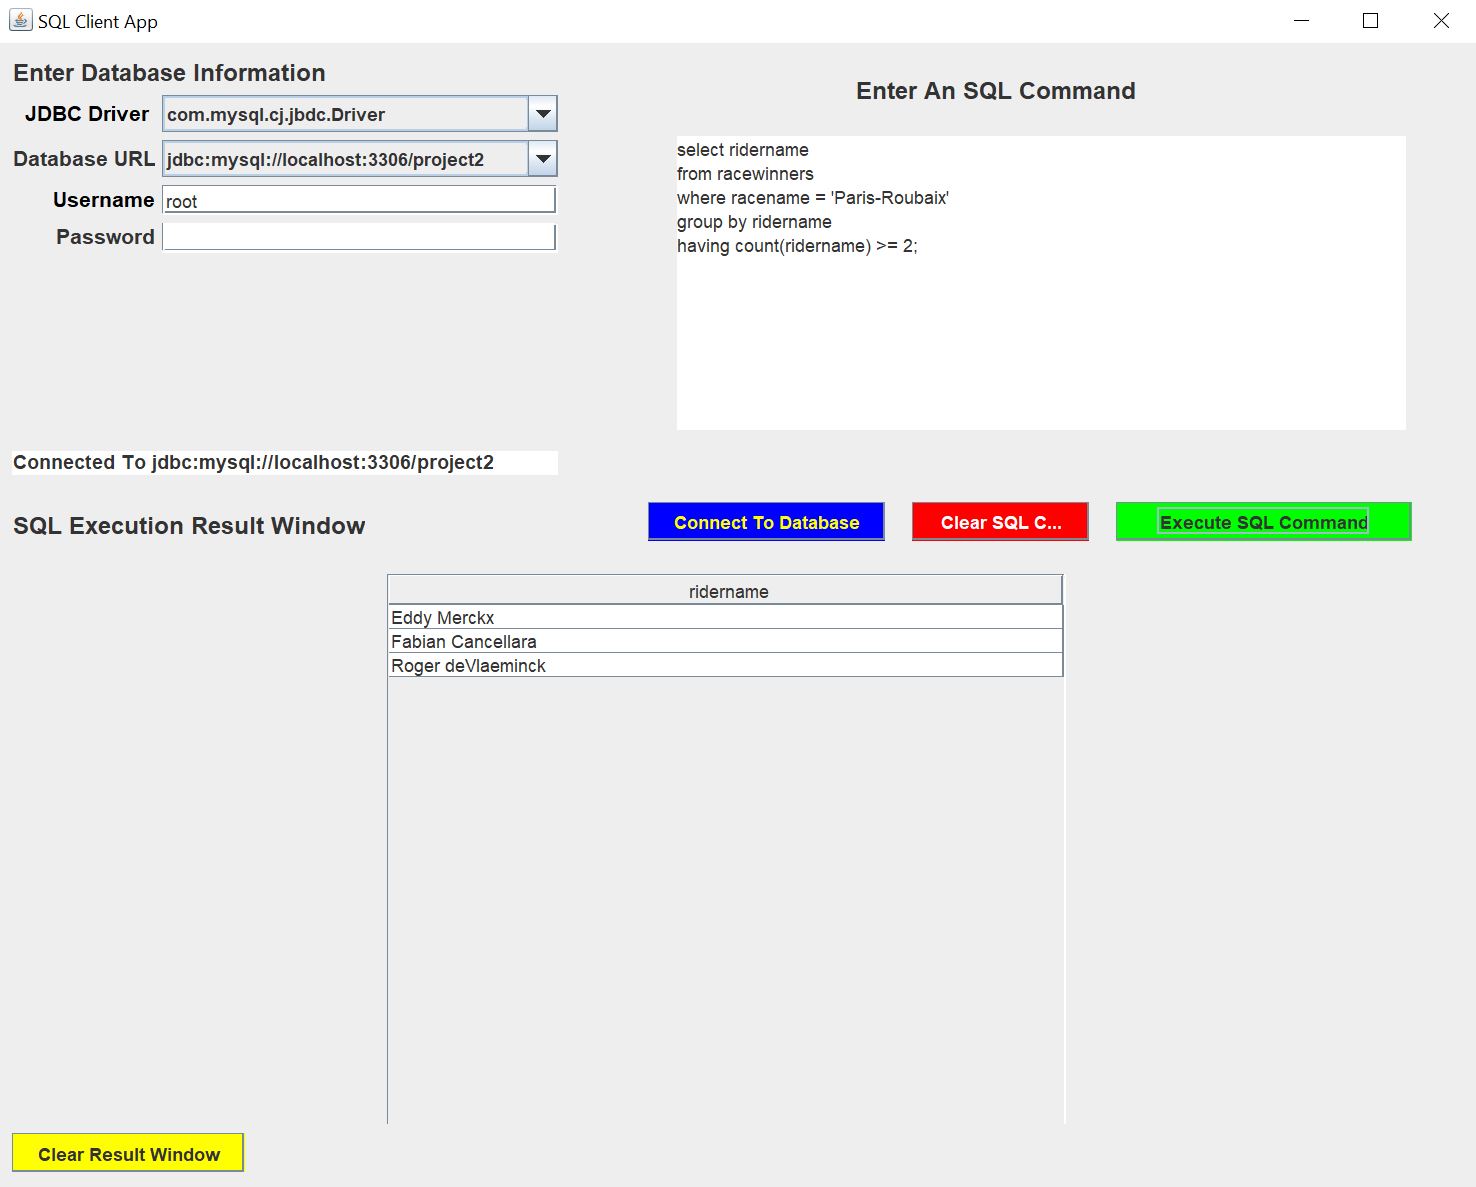 SQL Client App
Enter Database Information
JDBC Driver com.mysql.cj.jbdc.Driver
Database URL jdbc:mysql://localhost:3306/project2
Username root
Password
Enter An SQL Command
select ridername
from racewinners
where racename = 'Paris-Roubaix'
group by ridername
having count(ridername) >= 2;
Connected To jdbc:mysql://localhost:3306/project2
Connect To Database
Clear SQL C...
Execute SQL Command
SQL Execution Result Window
ridername
Eddy Merckx
Fabian Cancellara
Roger deVlaeminck
Clear Result Window